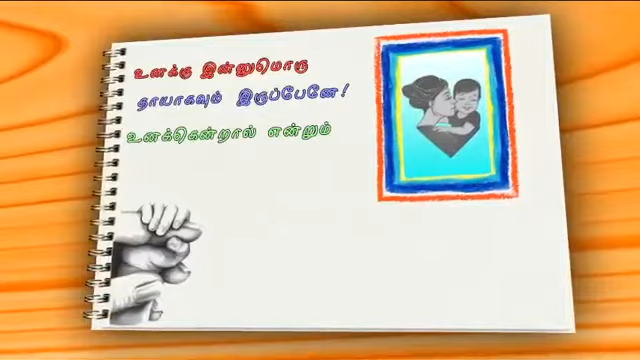 உனக்கு இன்னுமொரு
தாயாகவும் இருப்பேனே!
உனக்கென்றால் என்றும்